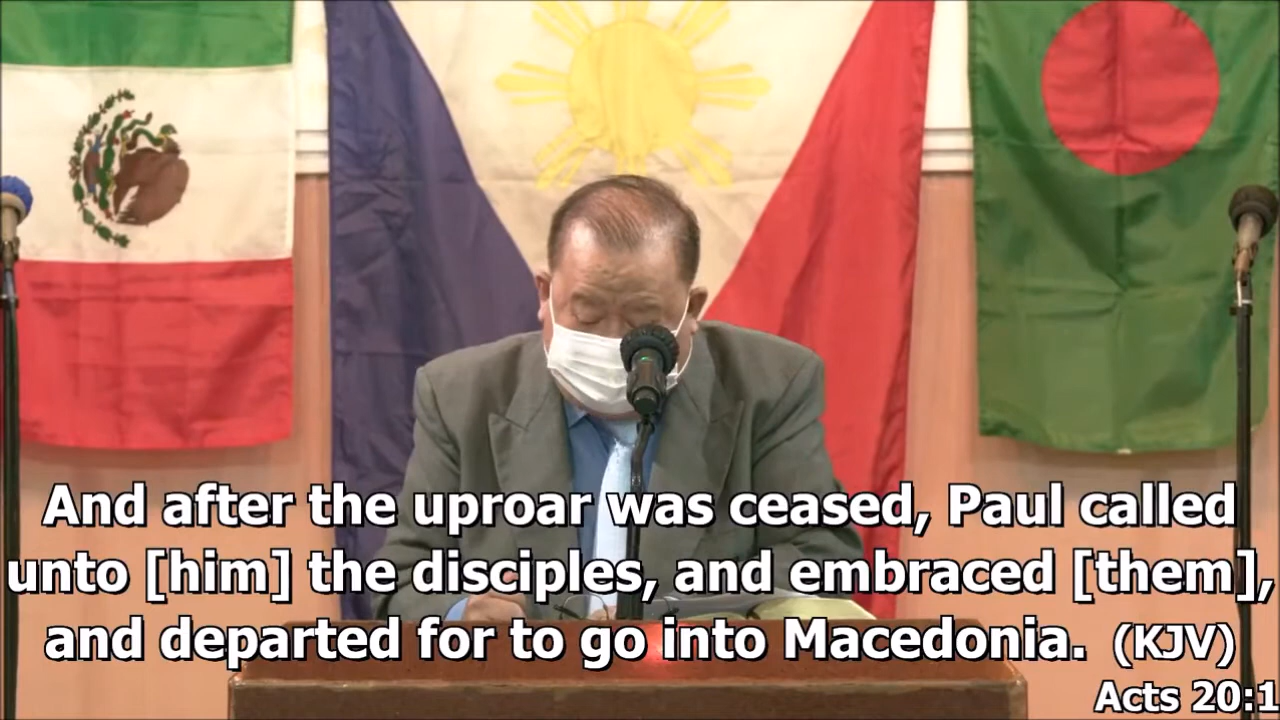 And after the uproar was ceased, Paul called
unto [him] the disciples, and embraced [them],
and departed for to go into Macedonia. (KJV)
Acts 20:1